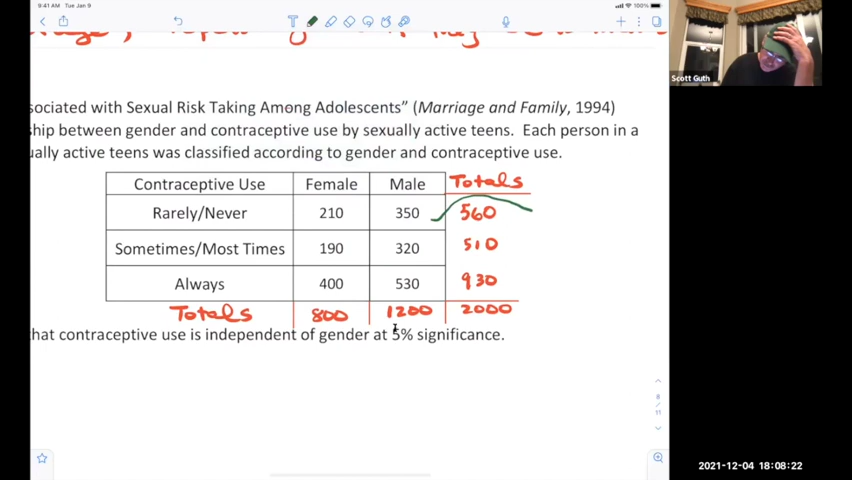 9:41 AM Tue Jan 9
100%
sociated with Sexual Risk Taking Among Adolescents" (Marriage and Family, 1994)
ship between gender and contraceptive use by sexually active teens. Each person in a
ually active teens was classified according to gender and contraceptive use.
Contraceptive Use Female Male Totals
Rarely/Never 210 350 560
Sometimes/Most Times 190 320 510
Always 400 530 930
Totals 800 1200 2000
that contraceptive use is independent of gender at 5% significance.
Scott Guth
8
/
11
2021-12-04 18:08:22